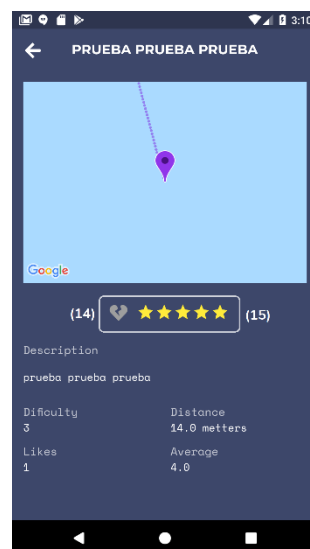 3:10
PRUEBA PRUEBA PRUEBA
Google
(14) (15)
Description
prueba prueba prueba
Dificulty Distance
3 14.0 metters
Likes Average
1 4.0